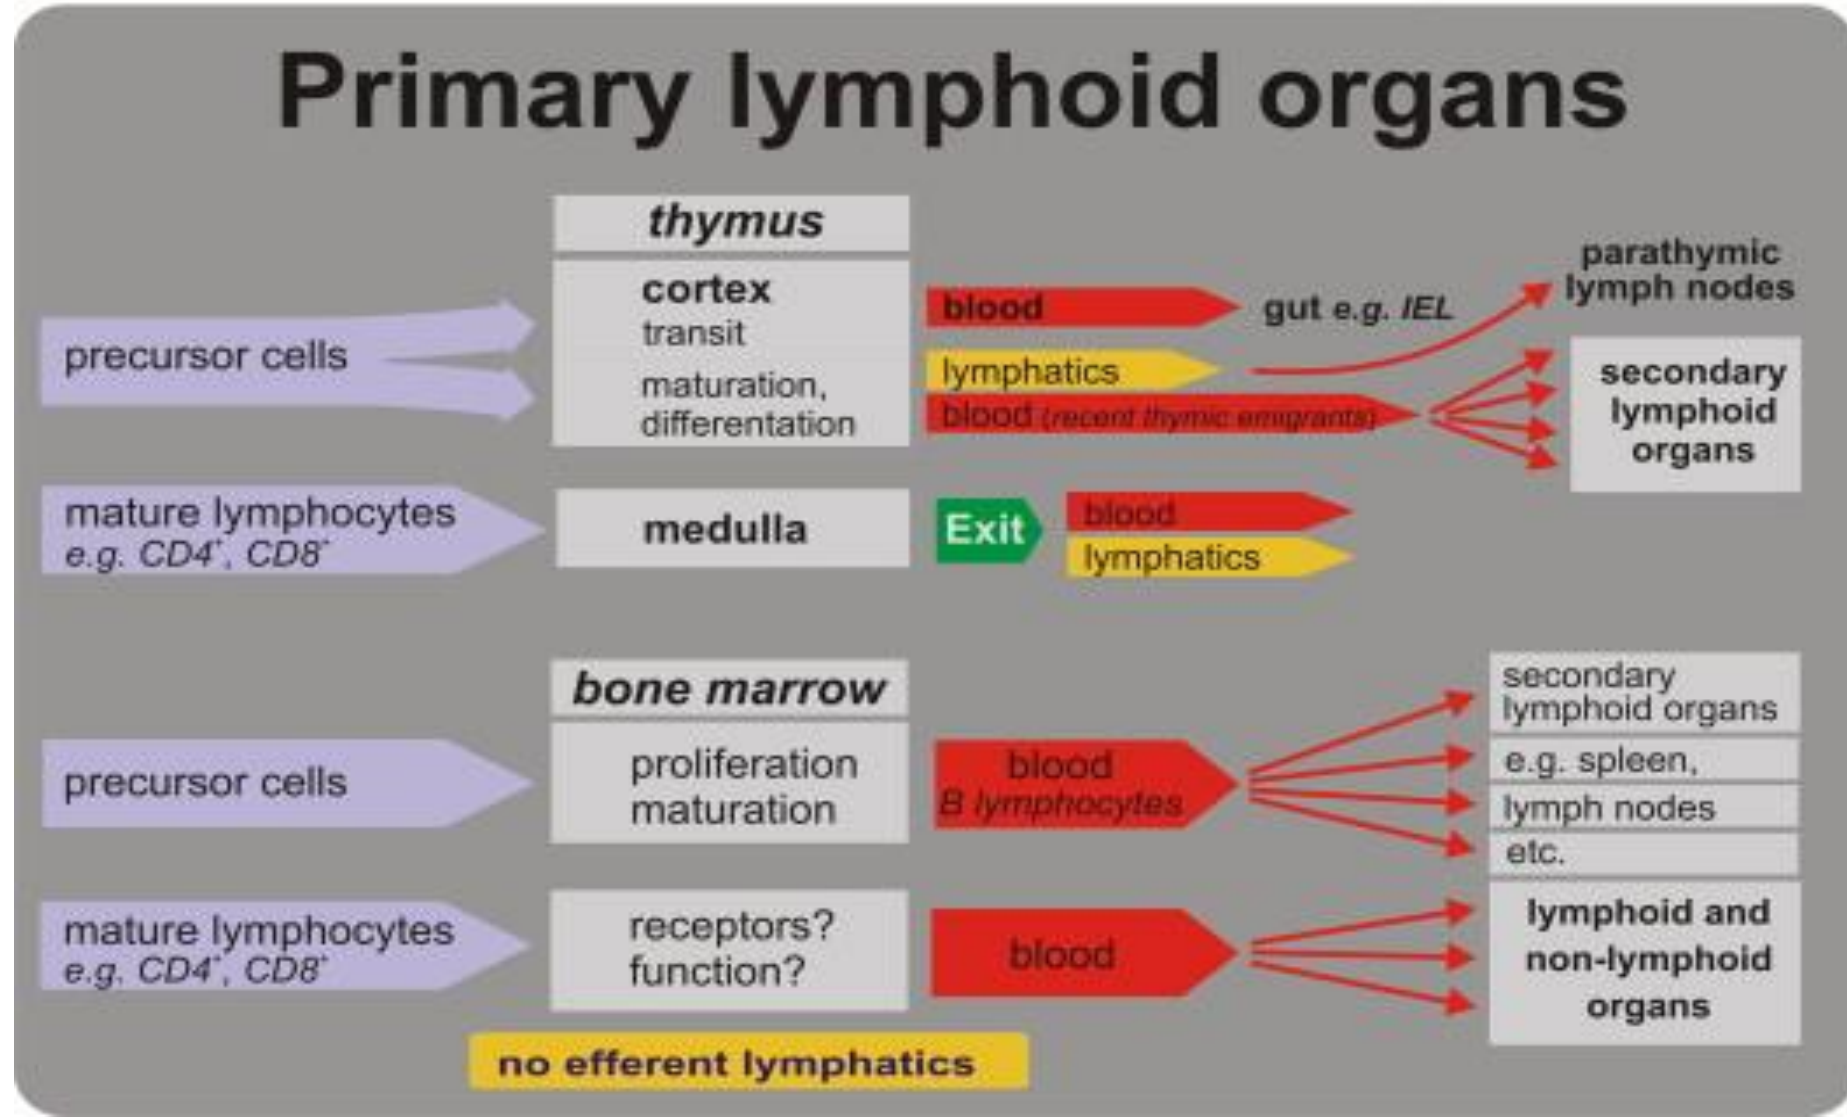 Primary lymphoid organs
thymus
precursor cells
cortex
transit
maturation,
differentation
blood
gut e.g. IEL
parathymic
lymph nodes
lymphatics
blood (recent thymic emigrants)
secondary
lymphoid
organs
mature lymphocytes
e.g. CD4⁺, CD8⁺
medulla
Exit
blood
lymphatics
bone marrow
precursor cells
proliferation
maturation
blood
B lymphocytes
secondary
lymphoid organs
e.g. spleen,
lymph nodes
etc.
mature lymphocytes
e.g. CD4⁺, CD8⁺
receptors?
function?
blood
lymphoid and
non-lymphoid
organs
no efferent lymphatics